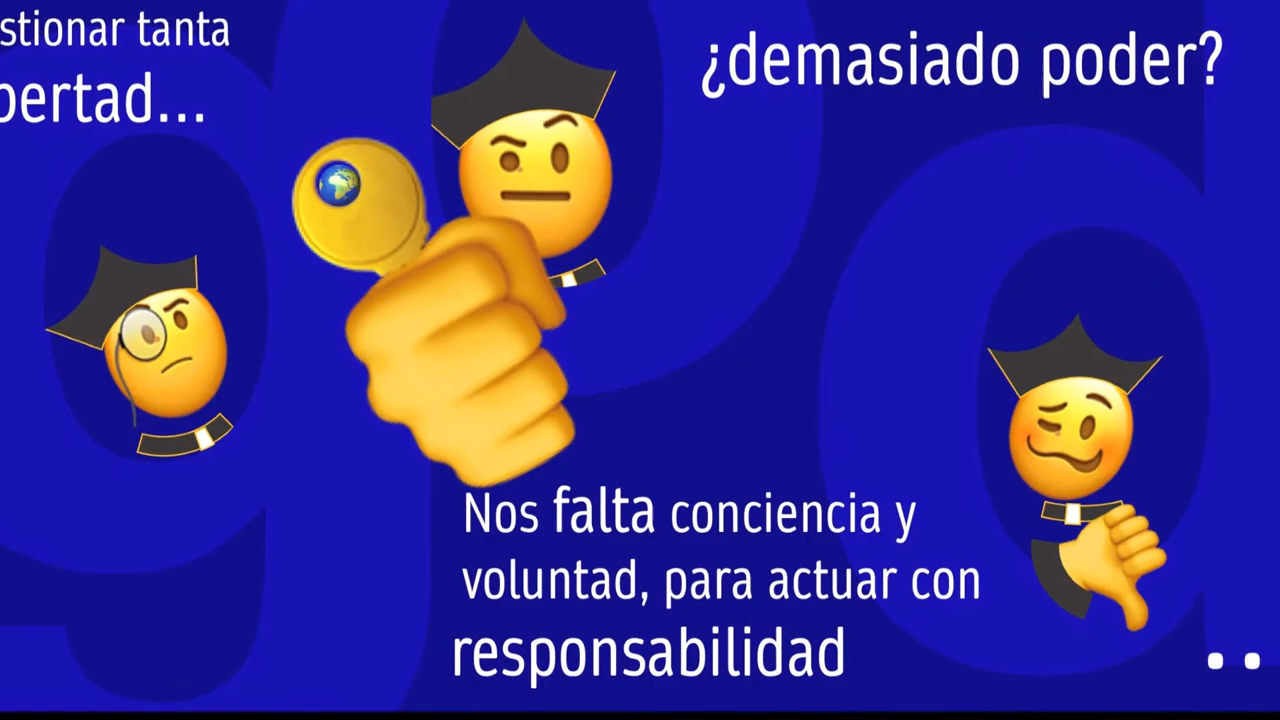 stionar tanta
bertad...
¿demasiado poder?
Nos falta conciencia y
voluntad, para actuar con
responsabilidad
..